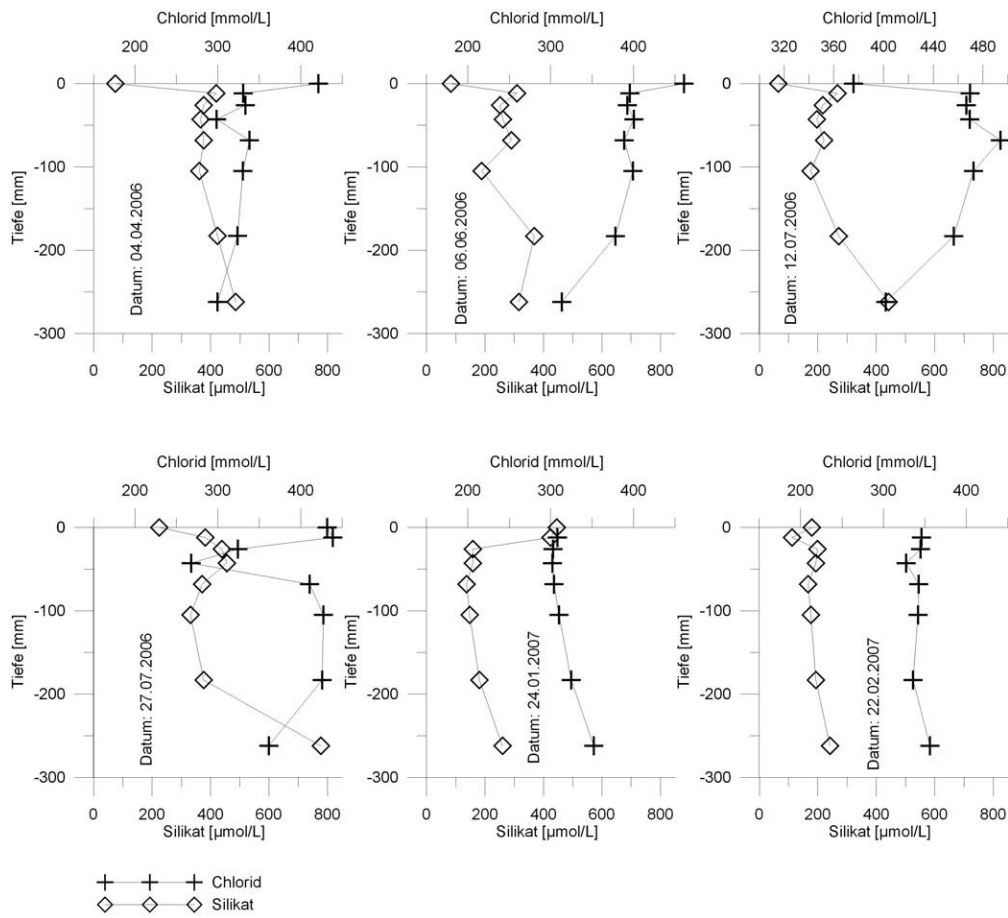 Chlorid [mmol/L]
200 300 400
0
-100
-200
-300
Tiefe [mm]
Datum: 04.04.2006
0 200 400 600 800
Silikat [µmol/L]
Chlorid [mmol/L]
200 300 400
0
-100
-200
-300
Tiefe [mm]
Datum: 06.06.2006
0 200 400 600 800
Silikat [µmol/L]
Chlorid [mmol/L]
320 360 400 440 480
0
-100
-200
-300
Tiefe [mm]
Datum: 12.07.2006
0 200 400 600 800
Silikat [µmol/L]
Chlorid [mmol/L]
200 300 400
0
-100
-200
-300
Tiefe [mm]
Datum: 27.07.2006
0 200 400 600 800
Silikat [µmol/L]
Chlorid [mmol/L]
200 300 400
0
-100
-200
-300
Tiefe [mm]
Datum: 24.01.2007
0 200 400 600 800
Silikat [µmol/L]
Chlorid [mmol/L]
200 300 400
0
-100
-200
-300
Tiefe [mm]
Datum: 22.02.2007
0 200 400 600 800
Silikat [µmol/L]
Chlorid
Silikat